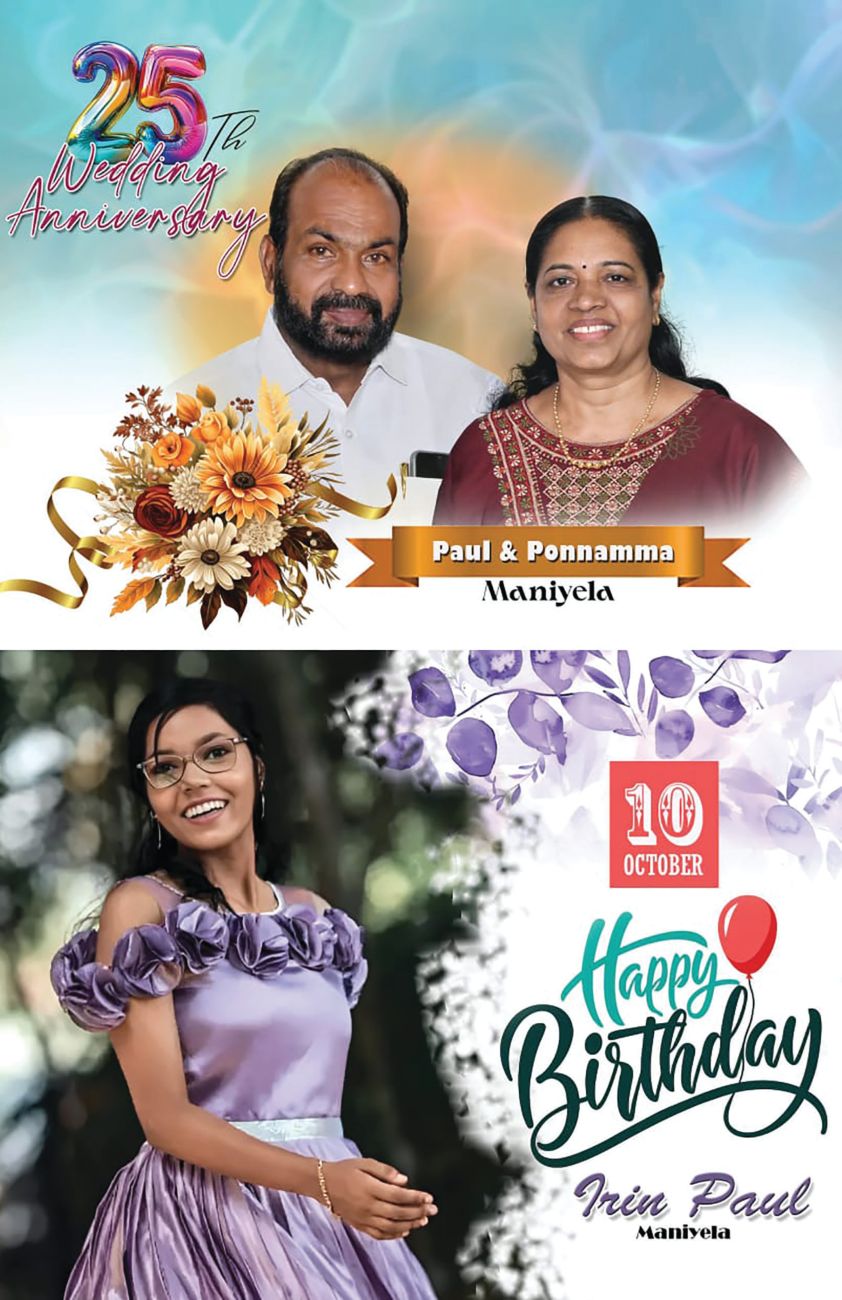 25Th
Wedding
Anniversary
Paul & Ponnamma
Maniyela
10
OCTOBER
Happy
Birthday
Irin Paul
Maniyela